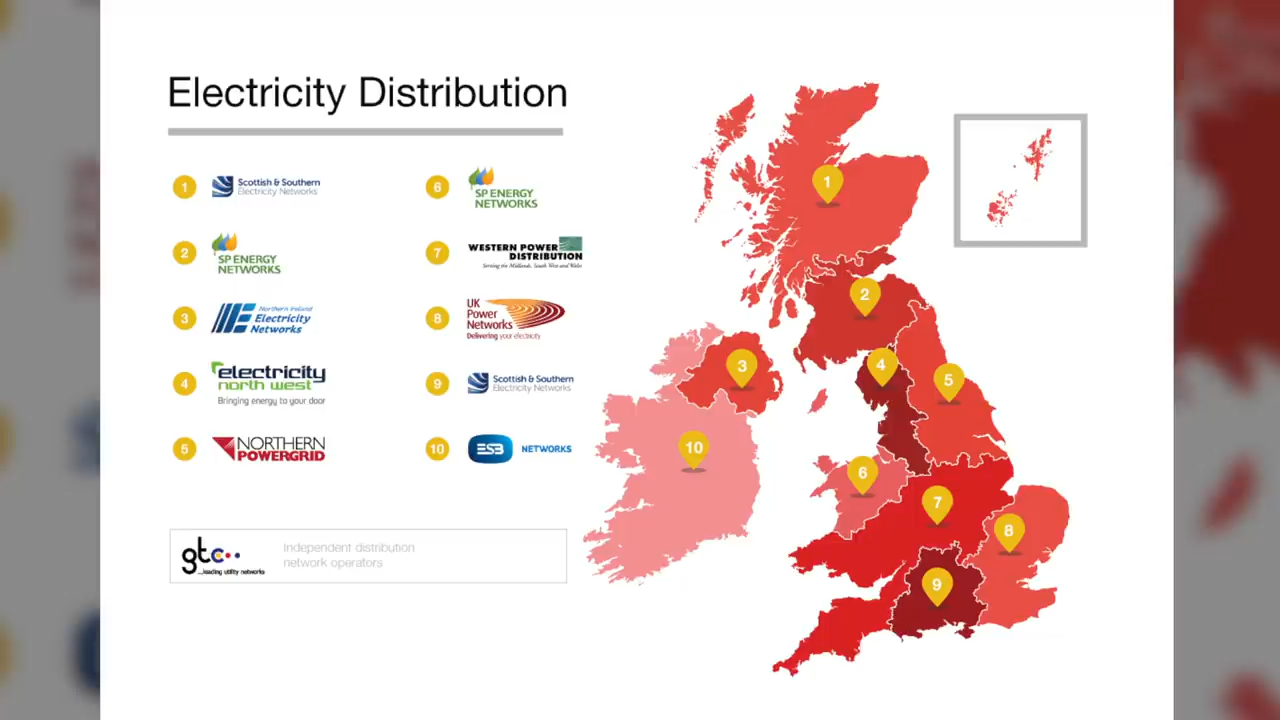 Electricity Distribution
1
Scottish & Southern
Electricity Networks
2
SP ENERGY
NETWORKS
3
Northern Ireland
Electricity
Networks
4
electricity
north west
Bringing energy to your door
5
NORTHERN
POWERGRID
6
SP ENERGY
NETWORKS
7
WESTERN POWER
DISTRIBUTION
Serving the Midlands, South West and Wales
8
UK
Power
Networks
Delivering your electricity
9
Scottish & Southern
Electricity Networks
10
ESB
NETWORKS
gtc
...leading utility networks
Independent distribution
network operators
1
2
3
4
5
10
6
7
8
9